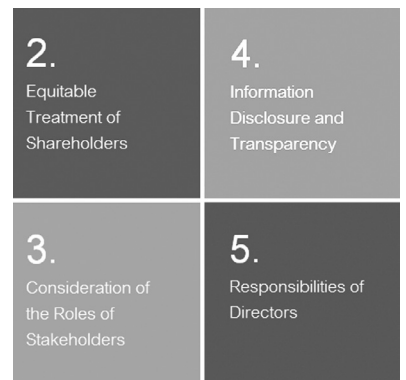 2.
Equitable
Treatment of
Shareholders
3.
Consideration of
the Roles of
Stakeholders
4.
Information
Disclosure and
Transparency
5.
Responsibilities of
Directors